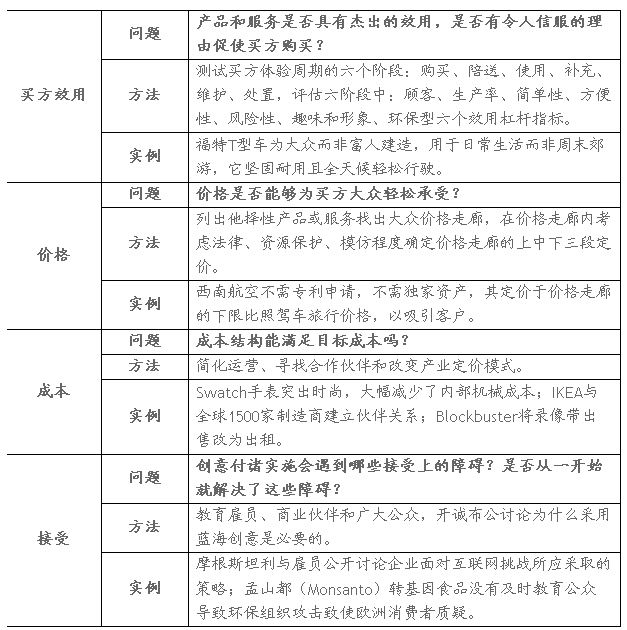 问题
产品和服务是否具有杰出的效用，是否有令人信服的理
由促使买方购买？
买方效用
方法
测试买方体验周期的六个阶段：购买、陪送、使用、补充、
维护、处置，评估六阶段中：顾客、生产率、简单性、方便
性、风险性、趣味和形象、环保型六个效用杠杆指标。
实例
福特T型车为大众而非富人建造，用于日常生活而非周末郊
游，它坚固耐用且全天候轻松行驶。
价格
问题
价格是否能够为买方大众轻松承受？
方法
列出他择性产品或服务找出大众价格走廊，在价格走廊内考
虑法律、资源保护、模仿程度确定价格走廊的上中下三段定
价。
实例
西南航空不需专利申请，不需独家资产，其定价于价格走廊
的下限比照驾车旅行价格，以吸引客户。
成本
问题
成本结构能满足目标成本吗？
方法
简化运营、寻找合作伙伴和改变产业定价模式。
实例
Swatch手表突出时尚，大幅减少了内部机械成本；IKEA与
全球1500家制造商建立伙伴关系；Blockbuster将录像带出
售改为出租。
接受
问题
创意付诸实施会遇到哪些接受上的障碍？是否从一开始
就解决了这些障碍？
方法
教育雇员、商业伙伴和广大公众，开诚布公讨论为什么采用
蓝海创意是必要的。
实例
摩根斯坦利与雇员公开讨论企业面对互联网挑战所应采取的
策略；孟山都（Monsanto）转基因食品没有及时教育公众
导致环保组织攻击致使欧洲消费者质疑。